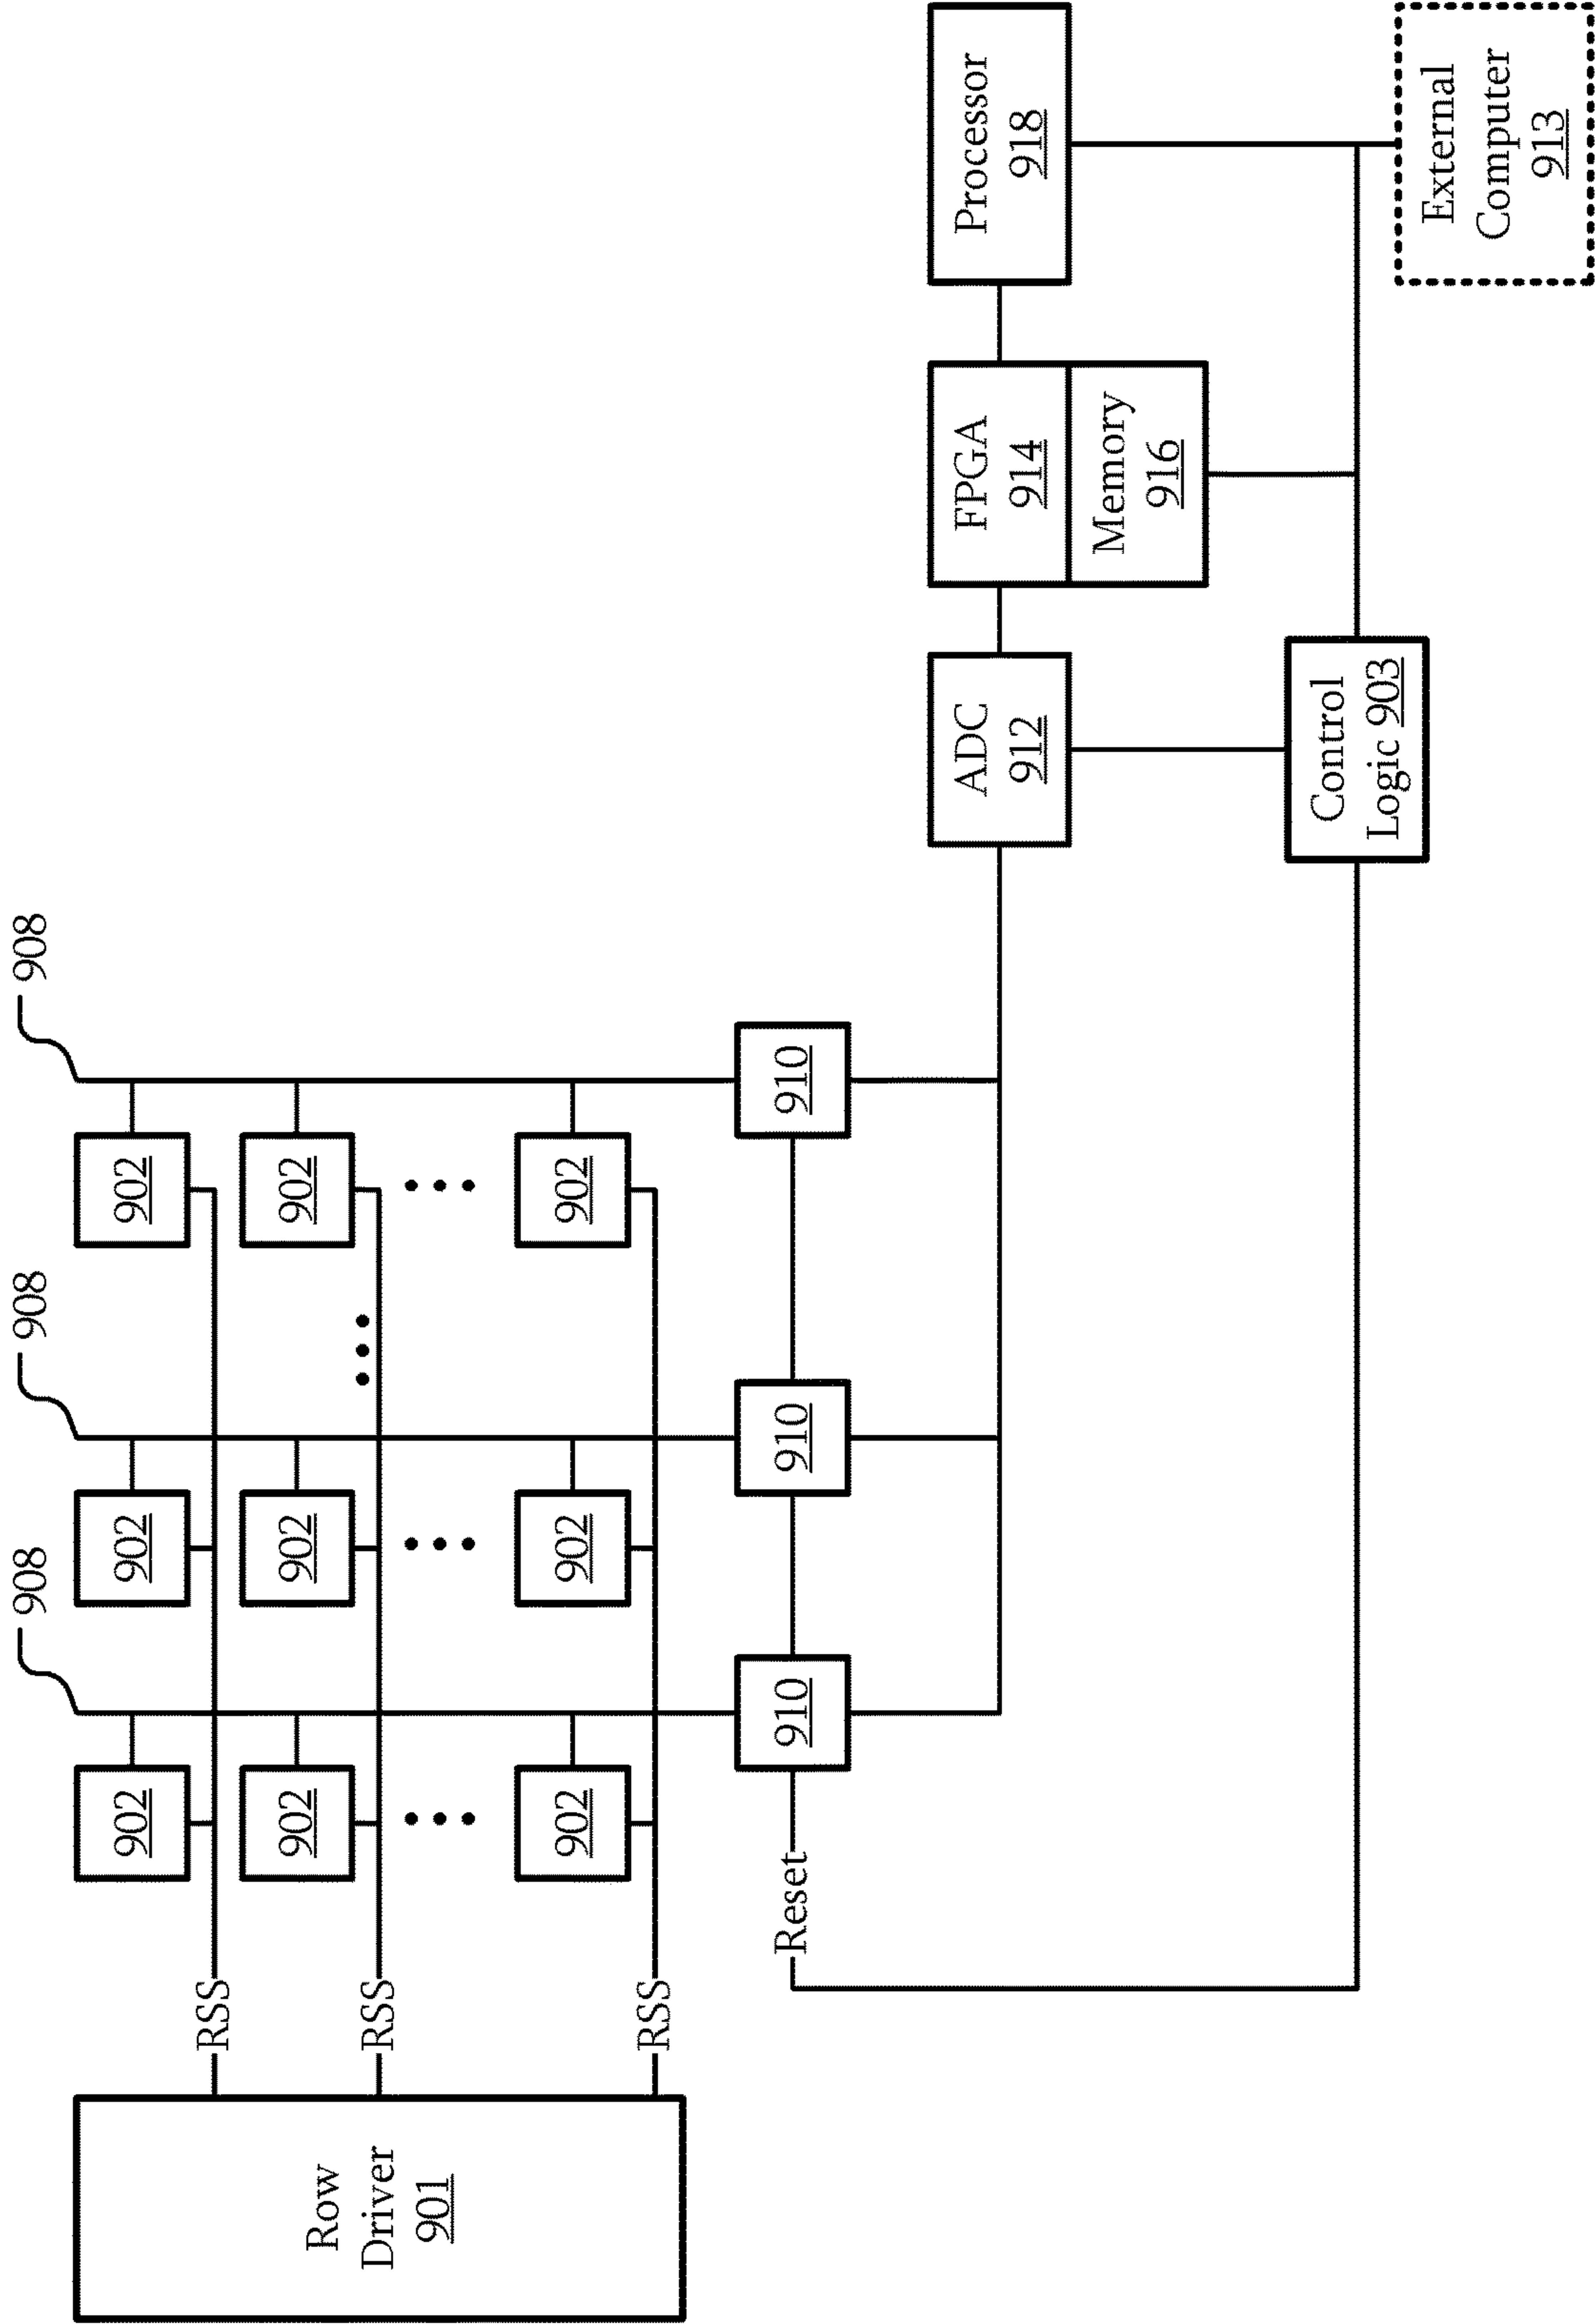 908
908
908
902
902
902
902
902
902
902
902
902
RSS
RSS
RSS
Row
Driver
901
910
910
910
Reset
ADC
912
FPGA
914
Memory
916
Processor
918
Control
Logic 903
External
Computer
913